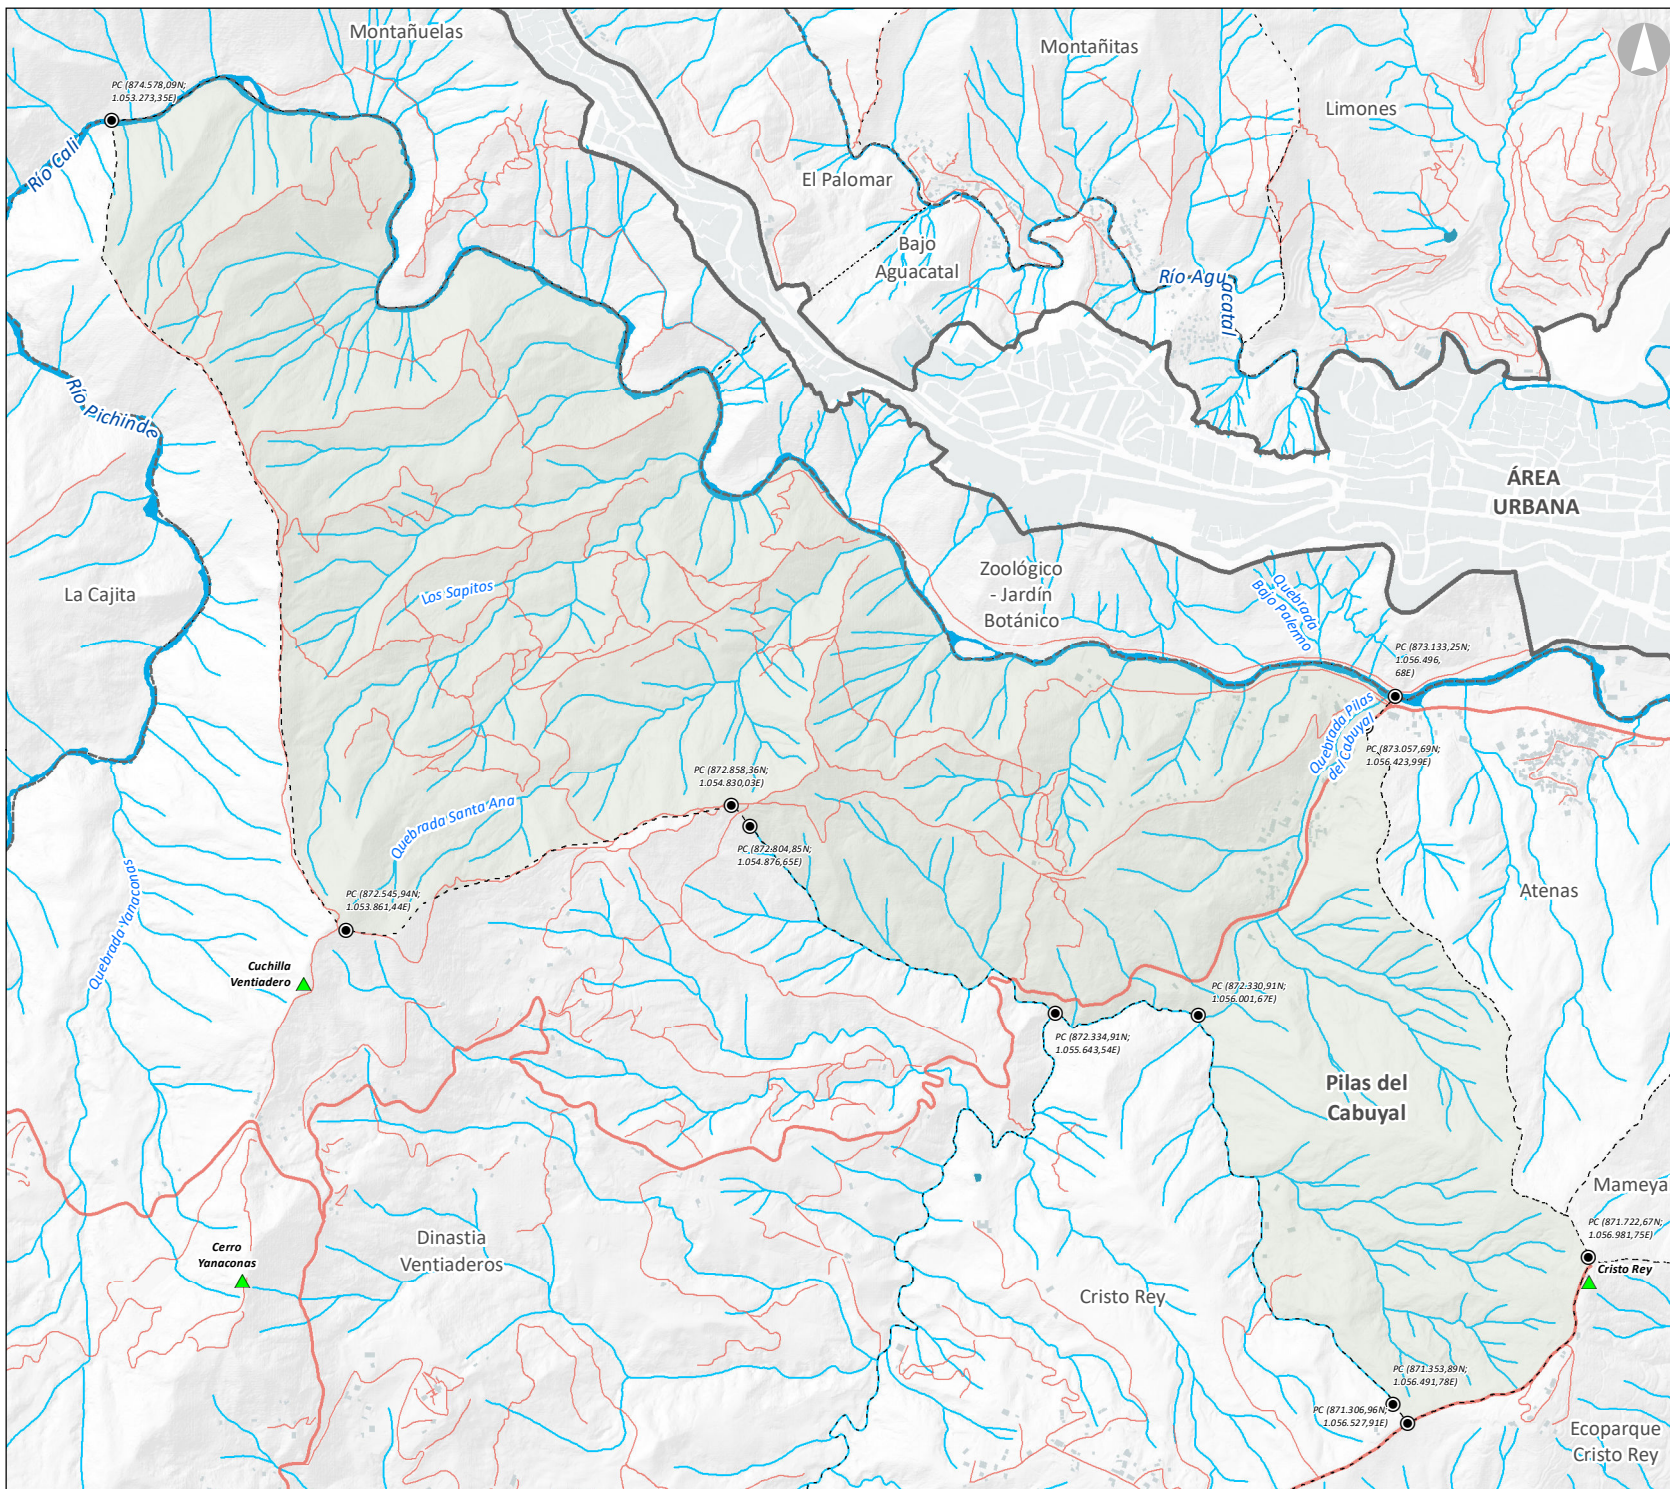 Montañuelas
Montañitas
Limones
PC (874.578,09N;
1.053.273,35E)
Río Cali
El Palomar
Bajo
Aguacatal
Río Aguacatal
Río Pichinde
ÁREA
URBANA
La Cajita
Los Sapitos
Zoológico
- Jardín
Botánico
Quebrada
Bajo Palermo
PC (873.133,25N;
1.056.496,
68E)
Quebrada Pilas
del Cabuyal
PC (873.057,69N;
1.056.423,99E)
PC (872.858,36N;
1.054.830,03E)
Quebrada Santa Ana
PC (872.804,85N;
1.054.876,65E)
Quebrada Yanaconas
PC (872.545,94N;
1.053.861,44E)
Atenas
Cuchilla
Ventiadero
PC (872.330,91N;
1.056.001,67E)
PC (872.334,91N;
1.055.643,54E)
Pilas del
Cabuyal
Mameya
PC (871.722,67N;
1.056.981,75E)
Cristo Rey
Dinastia
Ventiaderos
Cerro
Yanaconas
Cristo Rey
PC (871.353,89N;
1.056.491,78E)
PC (871.306,96N;
1.056.527,91E)
Ecoparque
Cristo Rey